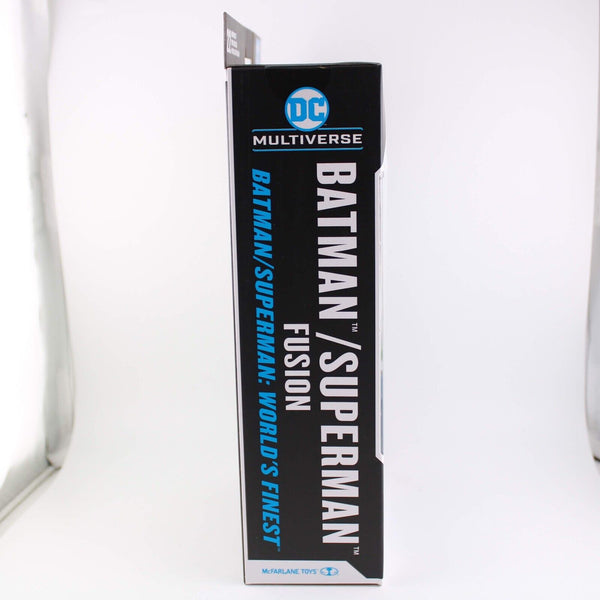 DC
MULTIVERSE
BATMAN™/SUPERMAN™
FUSION
BATMAN/SUPERMAN: WORLD'S FINEST™
McFARLANE TOYS